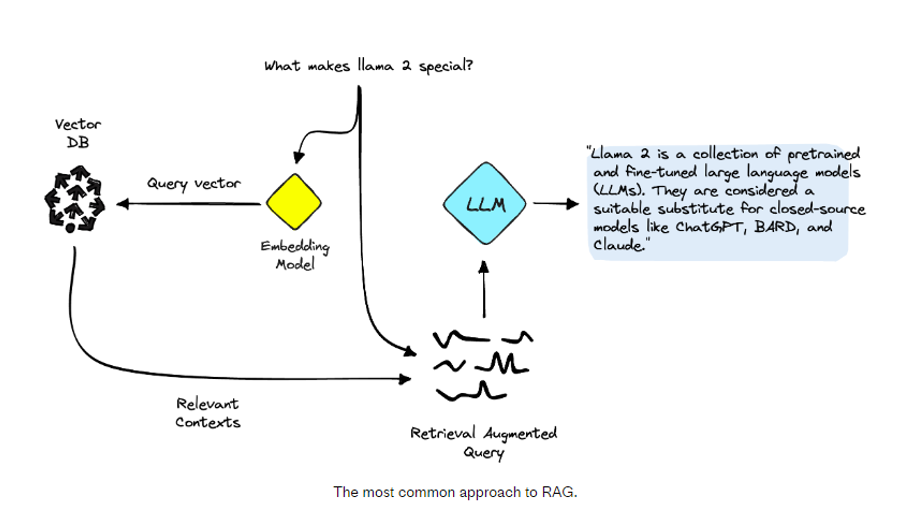 What makes llama 2 special?
Vector
DB
Query vector
Embedding
Model
LLM
"Llama 2 is a collection of pretrained
and fine-tuned large language models
(LLMs). They are considered a
suitable substitute for closed-source
models like ChatGPT, BARD, and
Claude."
Relevant
Contexts
Retrieval Augmented
Query
The most common approach to RAG.